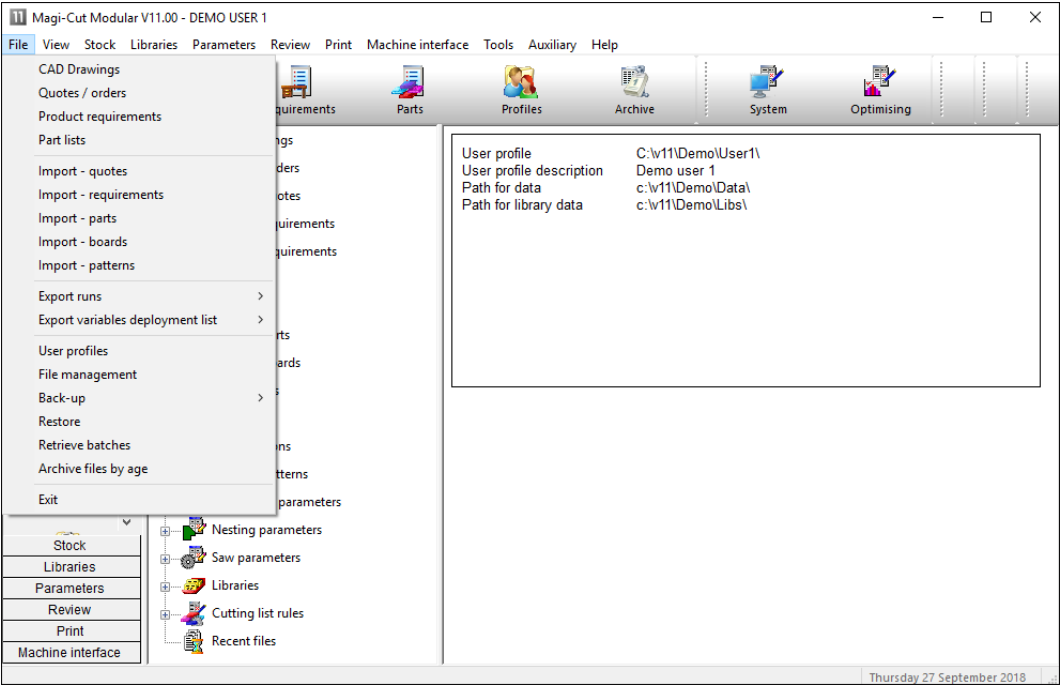 Magi-Cut Modular V11.00 - DEMO USER 1
File View Stock Libraries Parameters Review Print Machine interface Tools Auxiliary Help
CAD Drawings
Quotes / orders
Product requirements
Part lists
Import - quotes
Import - requirements
Import - parts
Import - boards
Import - patterns
Export runs
Export variables deployment list
User profiles
File management
Back-up
Restore
Retrieve batches
Archive files by age
Exit
quirements Parts Profiles Archive System Optimising
ngs
ders
otes
quirements
quirements
rts
ards
s
ons
tterns
parameters
Nesting parameters
Saw parameters
Libraries
Cutting list rules
Recent files
Stock
Libraries
Parameters
Review
Print
Machine interface
User profile C:\v11\Demo\User1\
User profile description Demo user 1
Path for data c:\v11\Demo\Data\
Path for library data c:\v11\Demo\Libs\
Thursday 27 September 2018